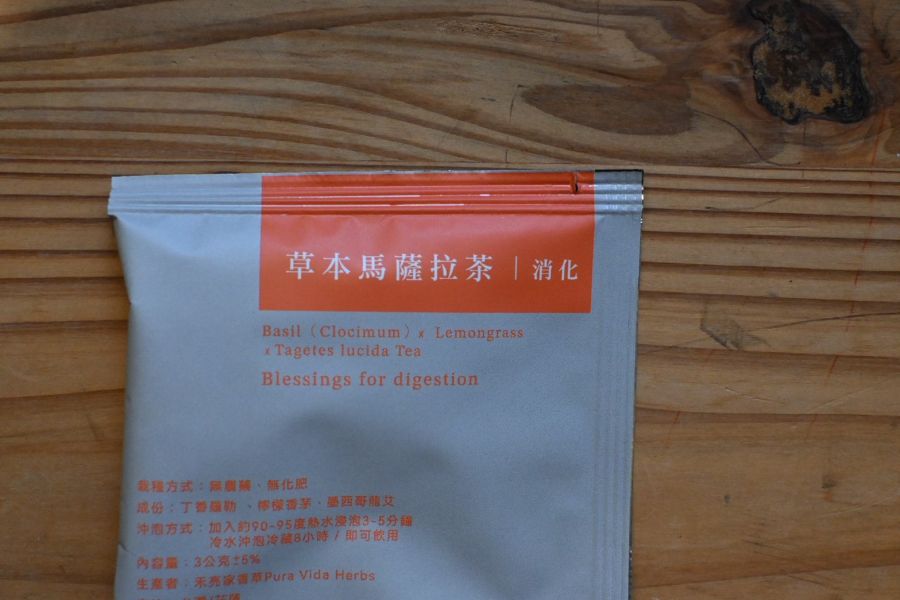 草本馬薩拉茶｜消化
Basil（Clocimum）x Lemongrass
x Tagetes lucida Tea
Blessings for digestion
栽種方式：無農藥、無化肥
成份：丁香羅勒、檸檬香茅、墨西哥龍艾
沖泡方式：加入約90-95度熱水浸泡3-5分鐘
冷水沖泡冷藏8小時 / 即可飲用
內容量：3公克±5%
生產者：禾亮家香草Pura Vida Herbs